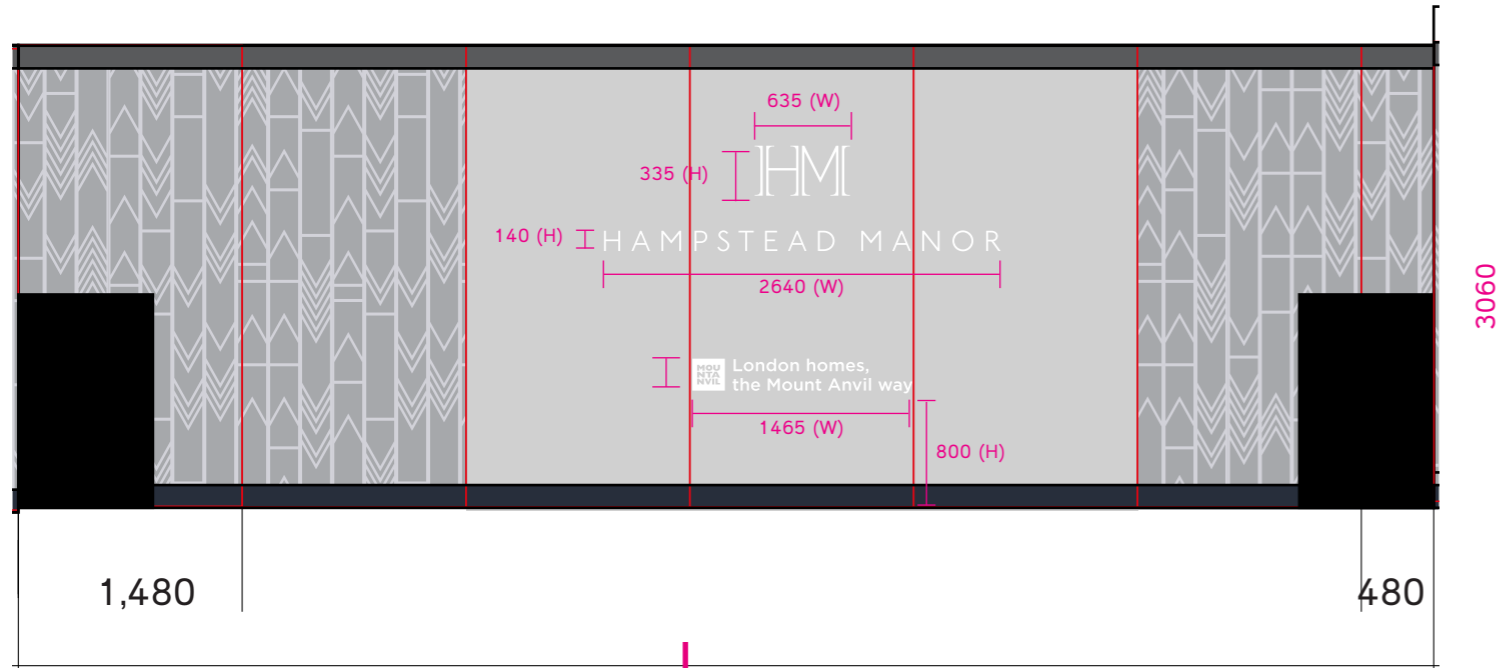 635 (W)
335 (H)
HM
140 (H)
HAMPSTEAD MANOR
2640 (W)
3060
MOU
NTA
NVIL
London homes,
the Mount Anvil way
1465 (W)
800 (H)
1,480
480